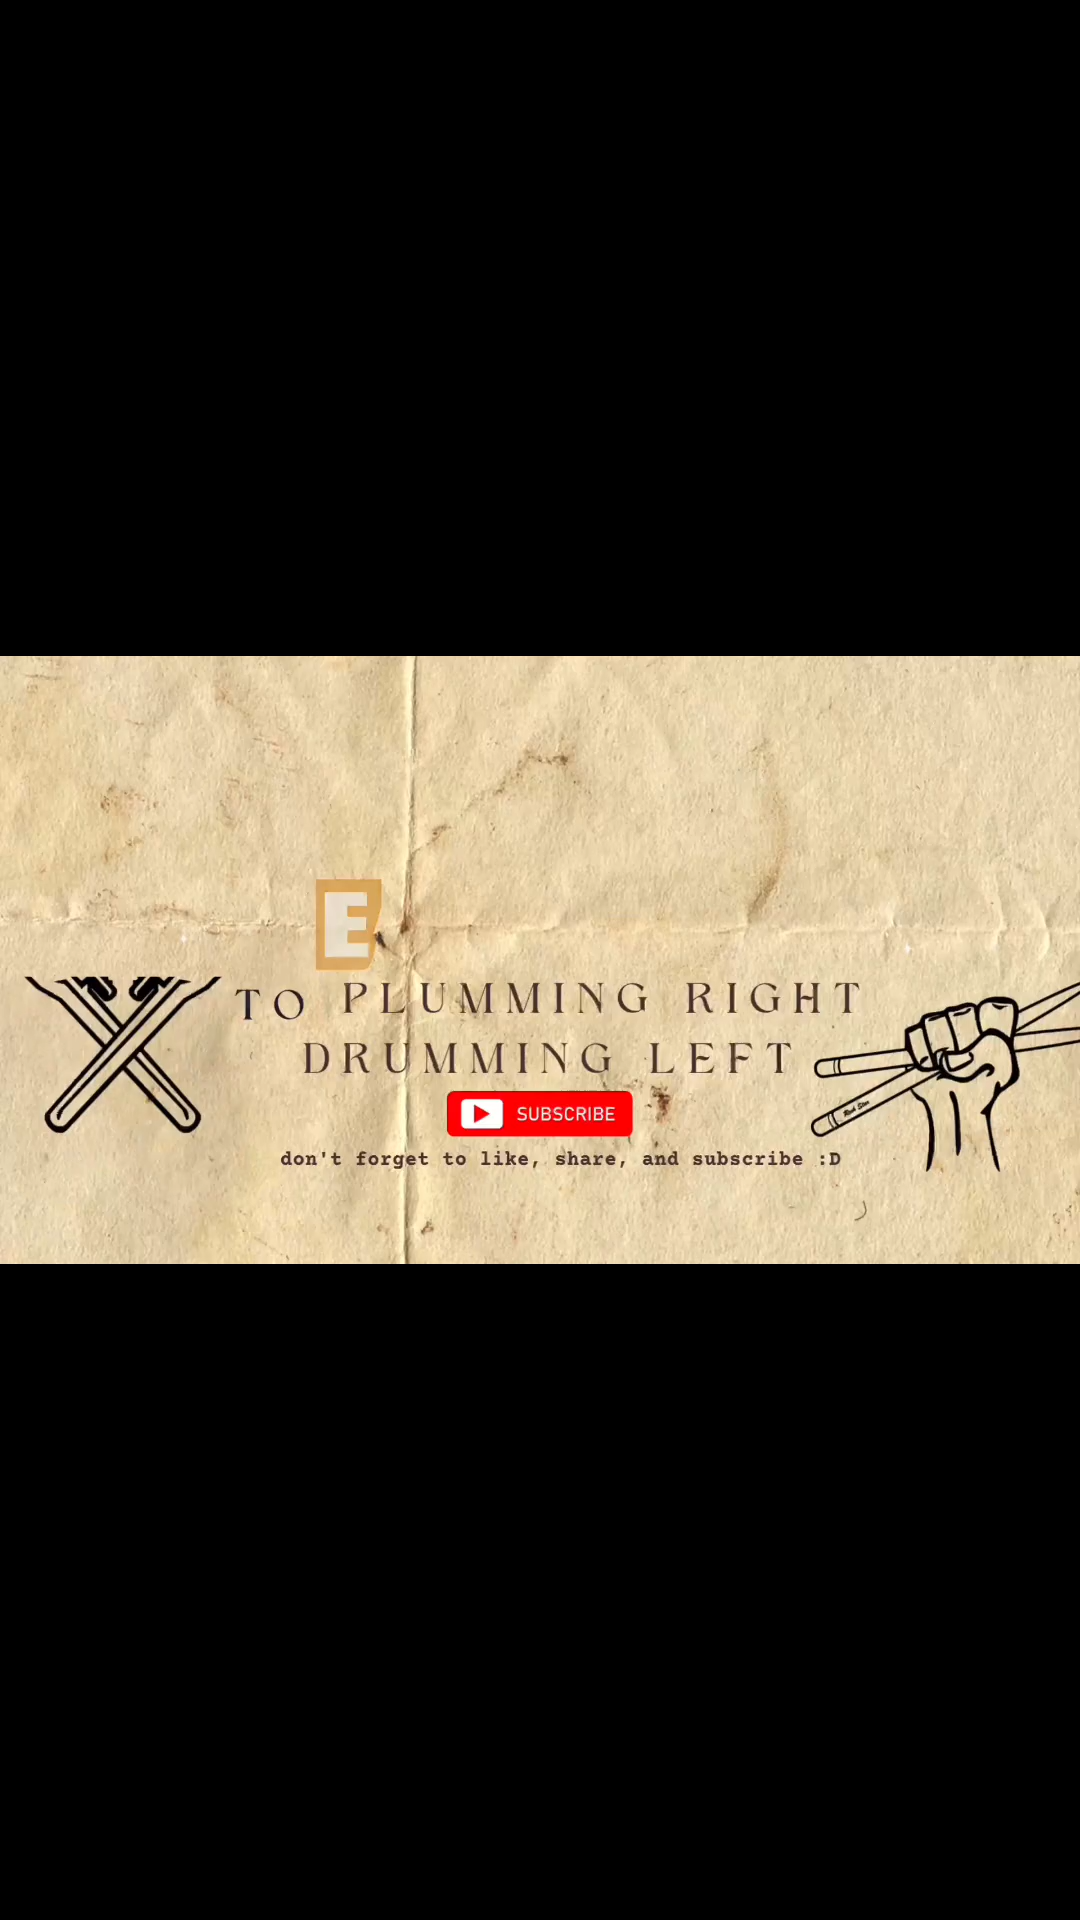 E
TO PLUMMING RIGHT
DRUMMING LEFT
SUBSCRIBE
don't forget to like, share, and subscribe :D